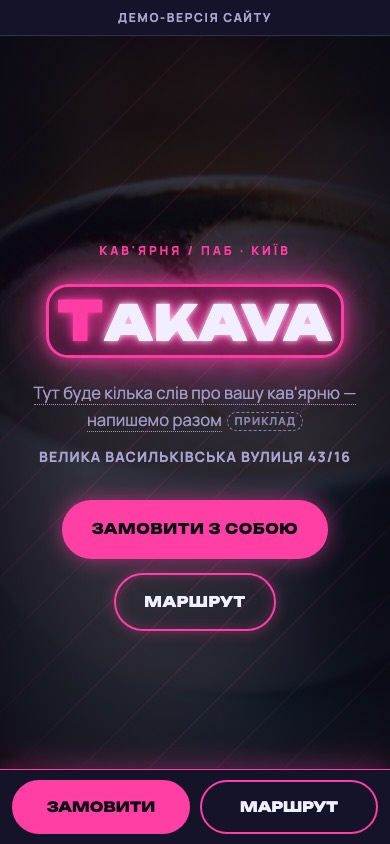 ДЕМО-ВЕРСІЯ САЙТУ
КАВ'ЯРНЯ / ПАБ · КИЇВ
TAKAVA
Тут буде кілька слів про вашу кав'ярню —
напишемо разом ПРИКЛАД
ВЕЛИКА ВАСИЛЬКІВСЬКА ВУЛИЦЯ 43/16
ЗАМОВИТИ З СОБОЮ
МАРШРУТ
ЗАМОВИТИ МАРШРУТ